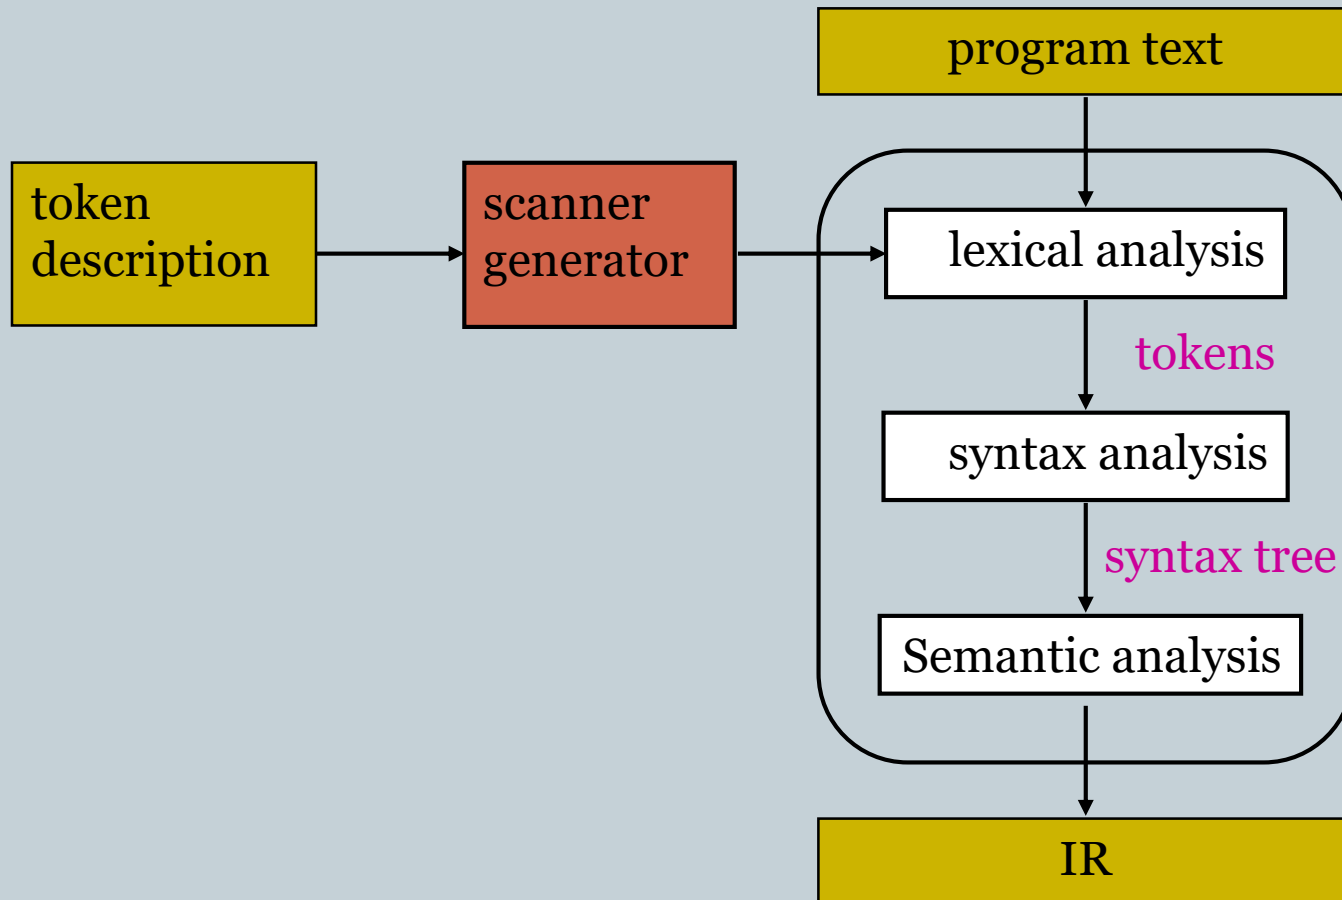 program text
token
description
scanner
generator
lexical analysis
tokens
syntax analysis
syntax tree
Semantic analysis
IR